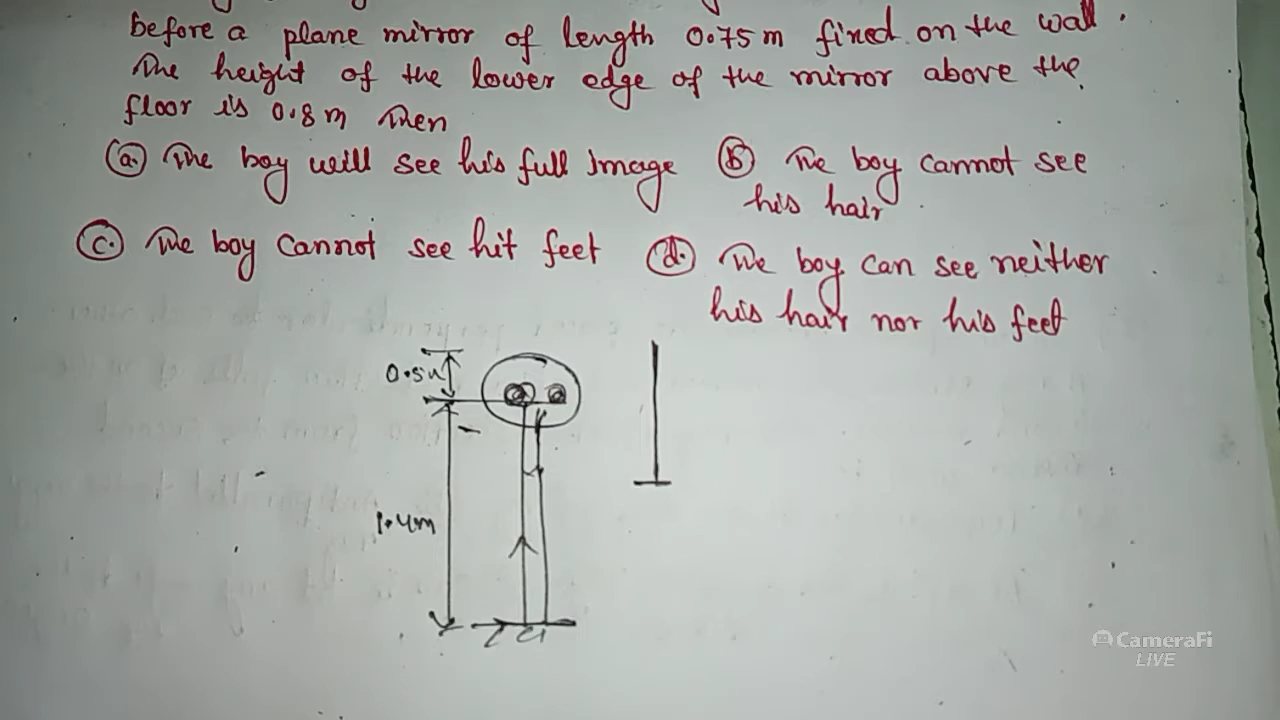 before a plane mirror of length 0.75 m fixed on the wall.
The height of the lower edge of the mirror above the
floor is 0.8 m Then
(a.) The boy will see his full Image (b) The boy cannot see
his hair
(c.) The boy cannot see hit feet (d.) The boy can see neither
his hair nor his feet
1.4m
CameraFi
LIVE